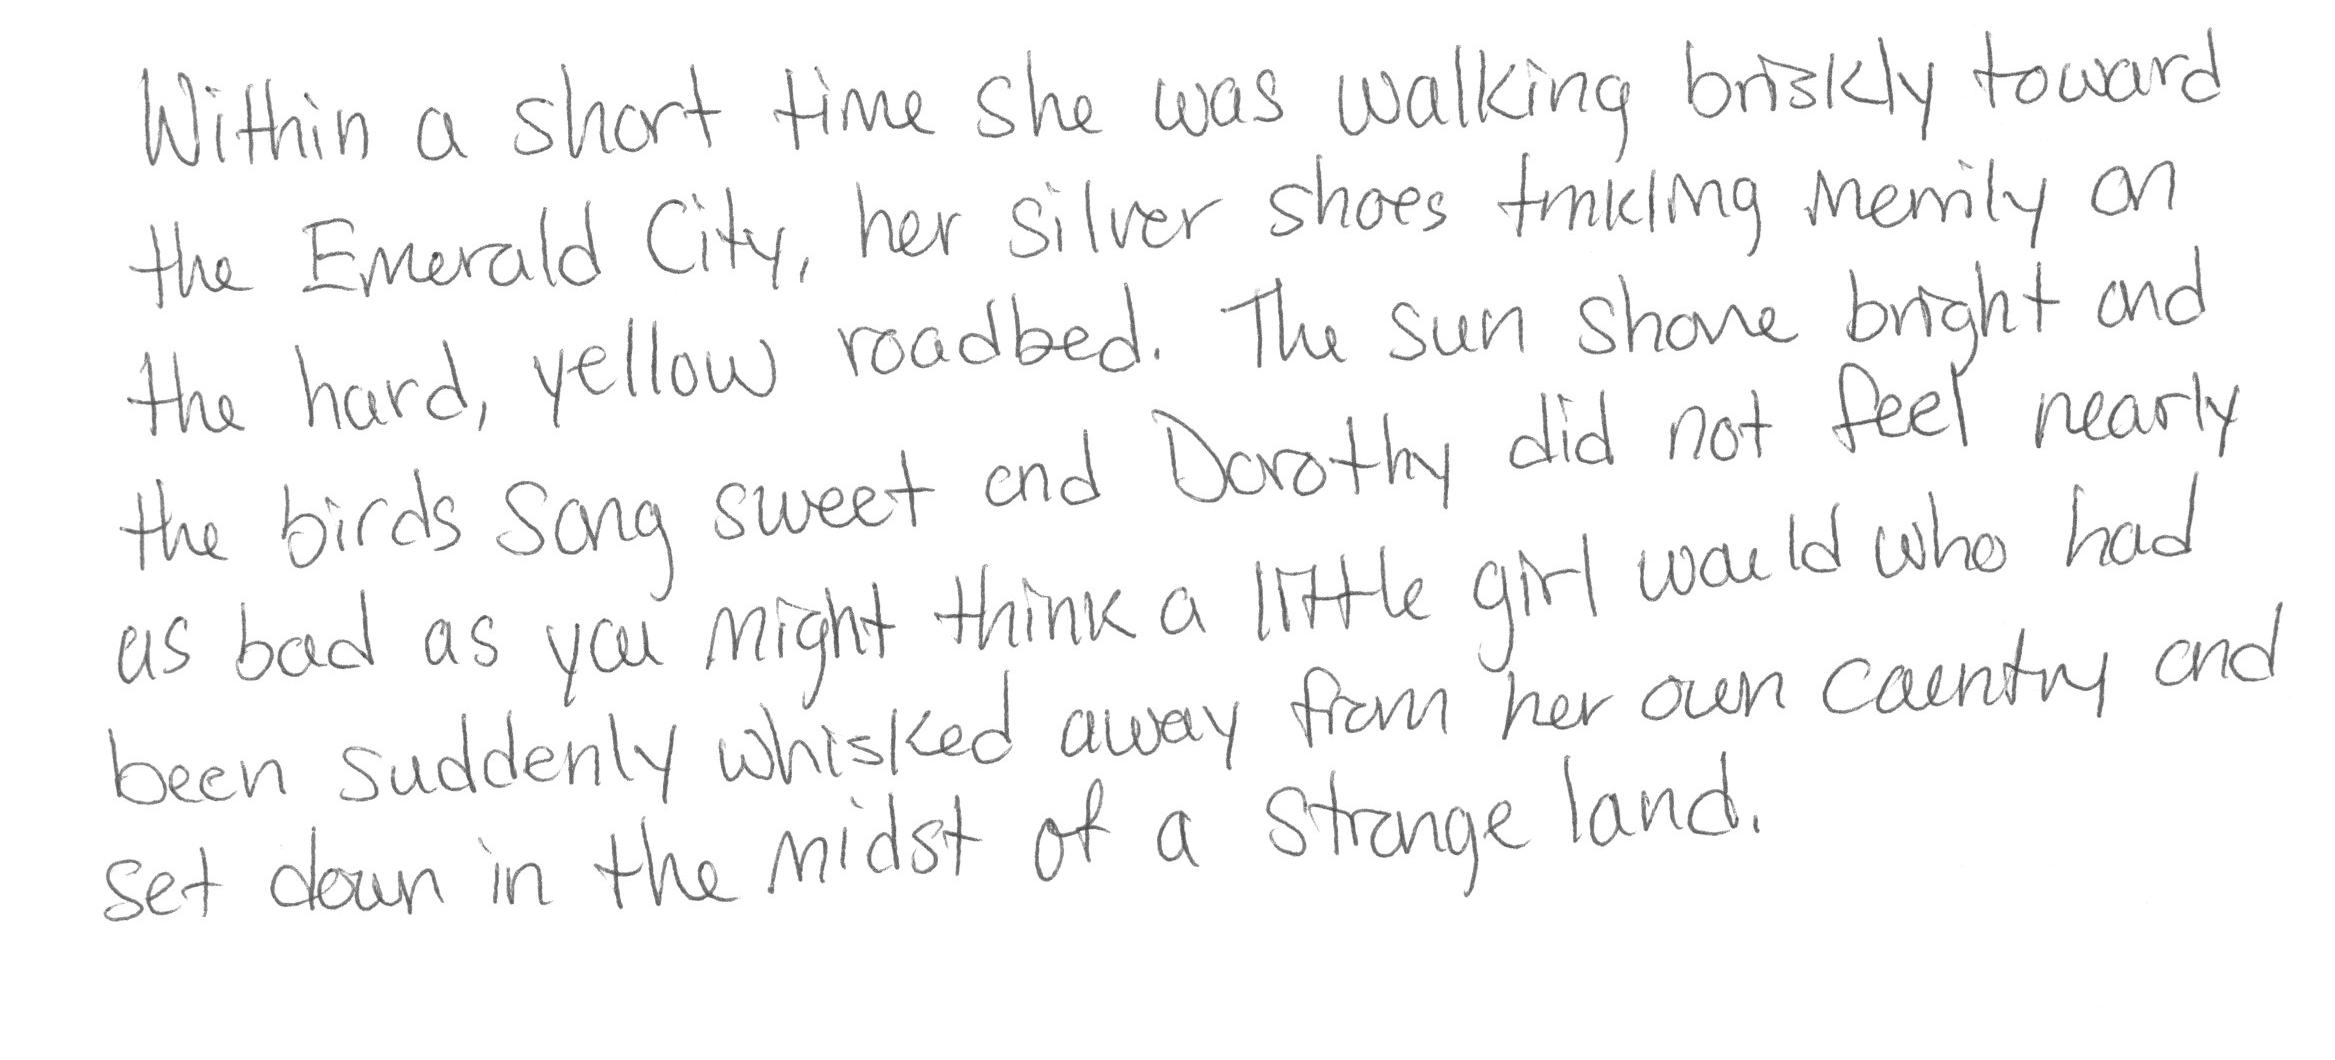 Within a short time she was walking briskly toward
the Emerald City, her silver shoes tinkling merrily on
the hard, yellow roadbed. The sun shone bright and
the birds sang sweet and Dorothy did not feel nearly
as bad as you might think a little girl would who had
been suddenly whisked away from her own country and
set down in the midst of a strange land.